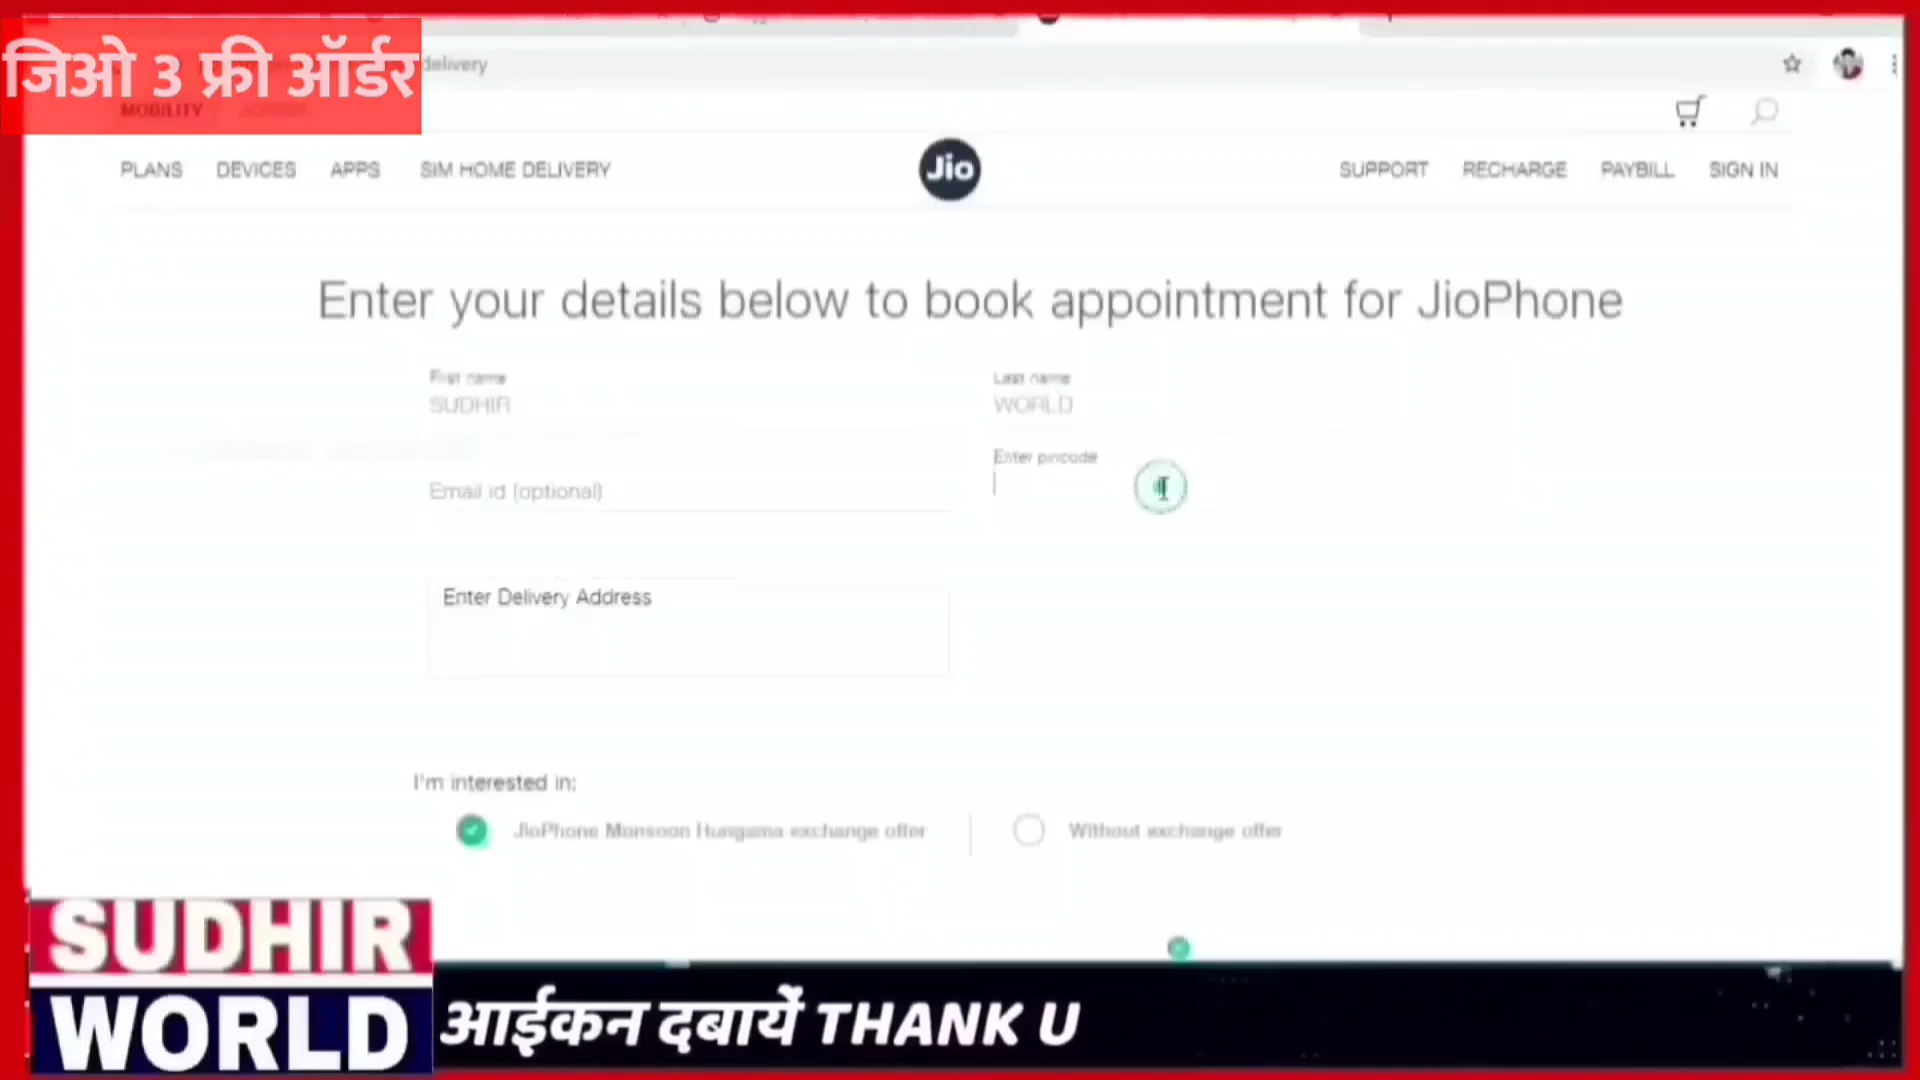 जिओ 3 फ्री ऑर्डर
delivery
MOBILITY
PLANS DEVICES APPS SIM HOME DELIVERY Jio SUPPORT RECHARGE PAYBILL SIGN IN
Enter your details below to book appointment for JioPhone
First name Last name
SUDHIR WORLD
Enter pincode
Email id (optional)
Enter Delivery Address
I'm interested in:
JioPhone Monsoon Hungama exchange offer Without exchange offer
SUDHIR
WORLD
आईकन दबायें THANK U